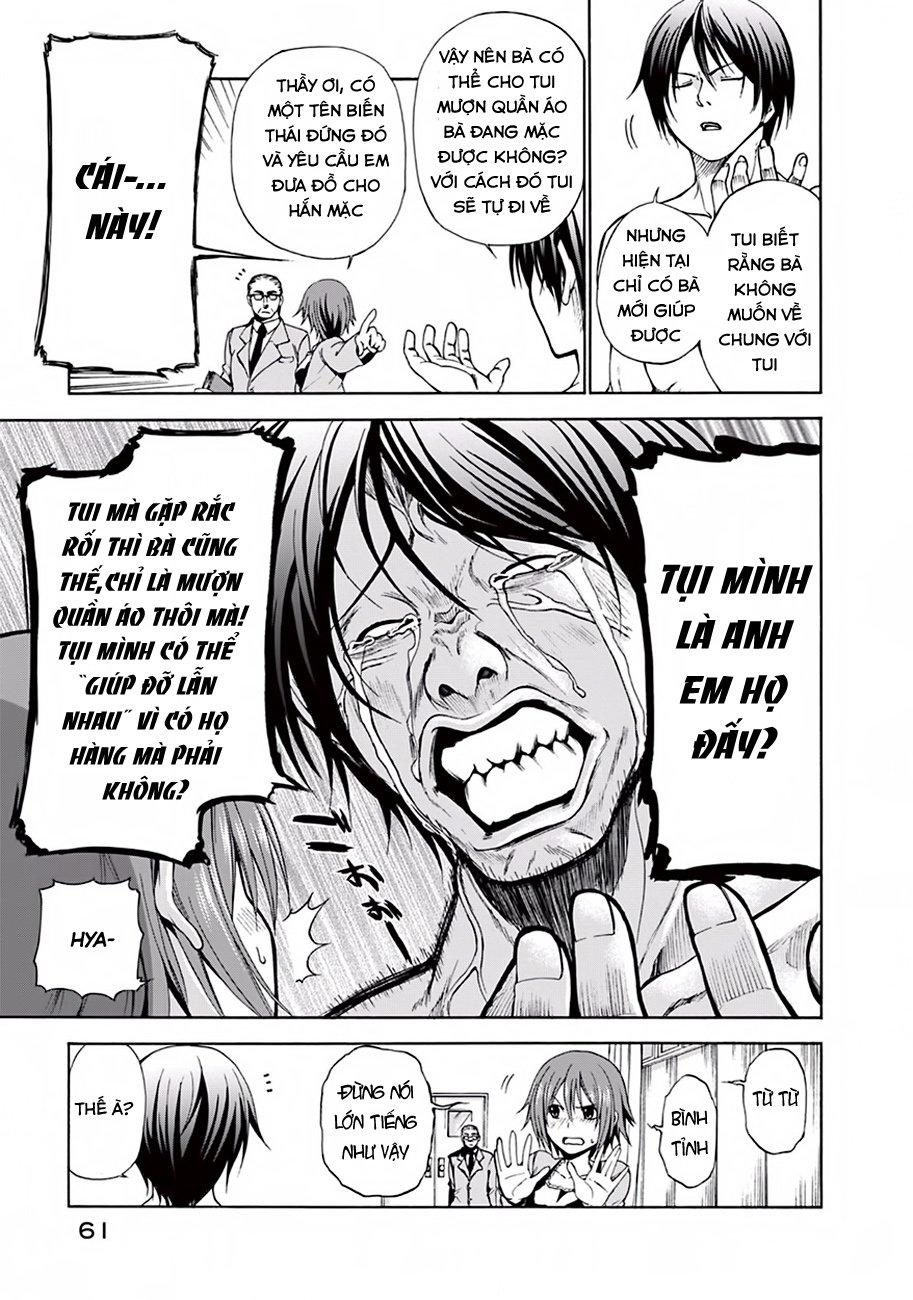 TUI BIẾT
RẰNG BÀ
KHÔNG
MUỐN VỀ
CHUNG VỚI
TUI
NHƯNG
HIỆN TẠI
CHỈ CÓ BÀ
MỚI GIÚP
ĐƯỢC
VẬY NÊN BÀ CÓ
THỂ CHO TUI
MƯỢN QUẦN ÁO
BÀ ĐANG MẶC
ĐƯỢC KHÔNG?
VỚI CÁCH ĐÓ TUI
SẼ TỰ ĐI VỀ
THẦY ƠI, CÓ
MỘT TÊN BIẾN
THÁI ĐỨNG ĐÓ
VÀ YÊU CẦU EM
ĐƯA ĐỒ CHO
HẮN MẶC
CÁI-...
NÀY!
TỤI MÌNH
LÀ ANH
EM HỌ
ĐẤY?
TUI MÀ GẶP RẮC
RỐI THÌ BÀ CŨNG
THẾ,CHỈ LÀ MƯỢN
QUẦN ÁO THÔI MÀ!
TỤI MÌNH CÓ THỂ
"GIÚP ĐỠ LẪN
NHAU" VÌ CÓ HỌ
HÀNG MÀ PHẢI
KHÔNG?
ごおぉぉ
HYA-
TỪ TỪ
BÌNH
TỈNH
ĐỪNG NÓI
LỚN TIẾNG
NHƯ VẬY
THẾ À?
61